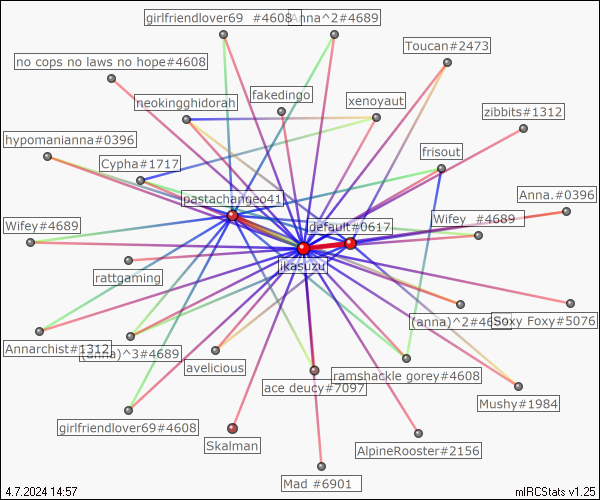 girlfriendlover69 #4608
Anna^2#4689
Toucan#2473
no cops no laws no hope#4608
fakedingo
xenoyaut
neokingghidorah
zibbits#1312
hypomanianna#0396
frisout
Cypha#1717
pastachangeo41
Anna.#0396
default#0617
Wifey_#4689
Wifey#4689
ikasuzu
rattgaming
(anna)^2#46
Soxy Foxy#5076
Annarchist#1312
(anna)^3#4689
avelicious
ramshackle gorey#4608
ace deucy#7097
Mushy#1984
girlfriendlover69#4608
Skalman
AlpineRooster#2156
Mad #6901
4.7.2024 14:57
mIRCStats v1.25